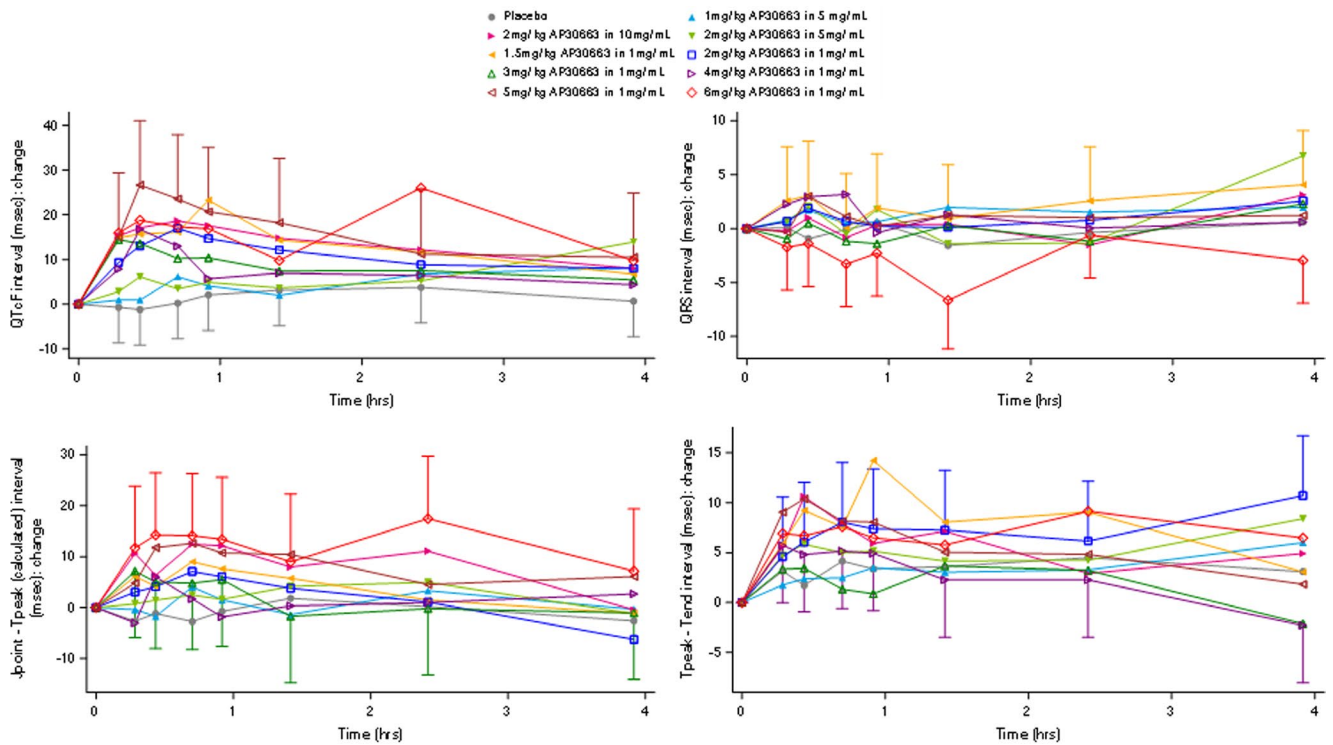 Placebo
1mg/kg AP30663 in 5 mg/mL
2mg/kg AP30663 in 10mg/mL
2mg/kg AP30663 in 5mg/mL
1.5mg/kg AP30663 in 1mg/mL
2mg/kg AP30663 in 1mg/mL
3mg/kg AP30663 in 1mg/mL
4mg/kg AP30663 in 1mg/mL
5mg/kg AP30663 in 1mg/mL
6mg/kg AP30663 in 1mg/mL
QTcF interval (msec): change
40
30
20
10
0
-10
0 1 2 3 4
Time (hrs)
QRS interval (msec): change
10
5
0
-5
-10
0 1 2 3 4
Time (hrs)
Jpoint - Tpeak (calculated) interval
(msec): dchange
30
20
10
0
-10
0 1 2 3 4
Time (hrs)
Tpeak - Tend interval (msec): change
15
10
5
0
-5
0 1 2 3 4
Time (hrs)